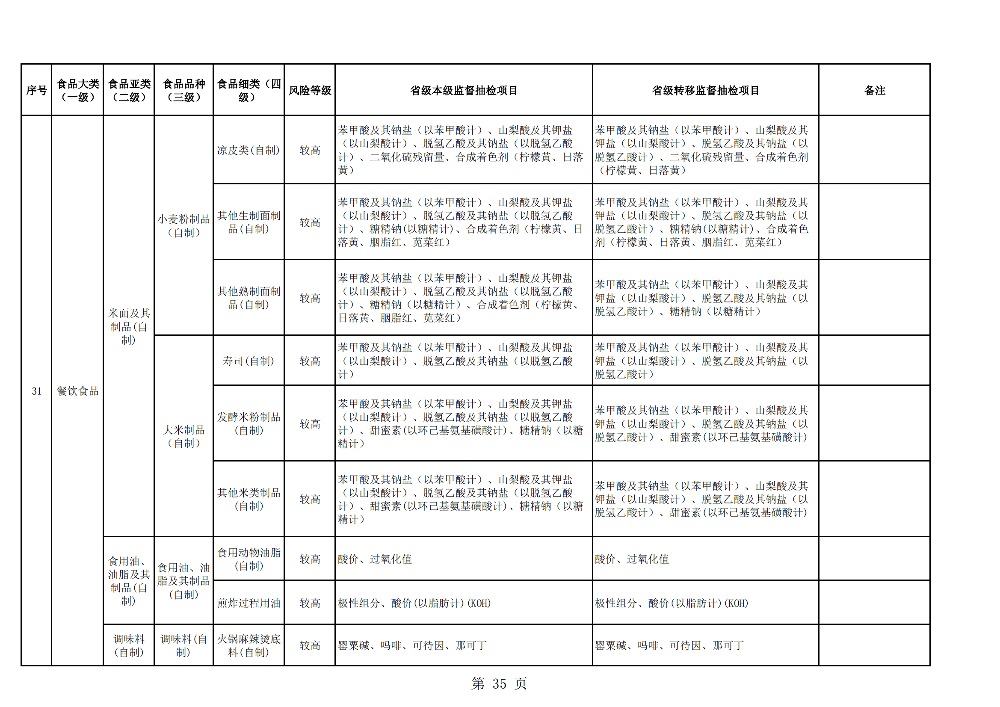 序号
食品大类
（一级）
食品亚类
（二级）
食品品种
（三级）
食品细类（四
级）
风险等级
省级本级监督抽检项目
省级转移监督抽检项目
备注
31
餐饮食品
米面及其
制品(自
制)
小麦粉制品
（自制）
凉皮类(自制)
较高
苯甲酸及其钠盐（以苯甲酸计）、山梨酸及其钾盐
（以山梨酸计）、脱氢乙酸及其钠盐（以脱氢乙酸
计）、二氧化硫残留量、合成着色剂（柠檬黄、日落
黄）
苯甲酸及其钠盐（以苯甲酸计）、山梨酸及其
钾盐（以山梨酸计）、脱氢乙酸及其钠盐（以
脱氢乙酸计）、二氧化硫残留量、合成着色剂
（柠檬黄、日落黄）
其他生制面制
品(自制)
较高
苯甲酸及其钠盐（以苯甲酸计）、山梨酸及其钾盐
（以山梨酸计）、脱氢乙酸及其钠盐（以脱氢乙酸
计）、糖精钠(以糖精计)、合成着色剂（柠檬黄、日
落黄、胭脂红、苋菜红）
苯甲酸及其钠盐（以苯甲酸计）、山梨酸及其
钾盐（以山梨酸计）、脱氢乙酸及其钠盐（以
脱氢乙酸计）、糖精钠(以糖精计)、合成着色
剂（柠檬黄、日落黄、胭脂红、苋菜红）
其他熟制面制
品(自制)
较高
苯甲酸及其钠盐（以苯甲酸计）、山梨酸及其钾盐
（以山梨酸计）、脱氢乙酸及其钠盐（以脱氢乙酸
计）、糖精钠（以糖精计）、合成着色剂（柠檬黄、
日落黄、胭脂红、苋菜红）
苯甲酸及其钠盐（以苯甲酸计）、山梨酸及其
钾盐（以山梨酸计）、脱氢乙酸及其钠盐（以
脱氢乙酸计）、糖精钠（以糖精计）
大米制品
（自制）
寿司(自制)
较高
苯甲酸及其钠盐（以苯甲酸计）、山梨酸及其钾盐
（以山梨酸计）、脱氢乙酸及其钠盐（以脱氢乙酸
计）
苯甲酸及其钠盐（以苯甲酸计）、山梨酸及其
钾盐（以山梨酸计）、脱氢乙酸及其钠盐（以
脱氢乙酸计）
发酵米粉制品
(自制)
较高
苯甲酸及其钠盐（以苯甲酸计）、山梨酸及其钾盐
（以山梨酸计）、脱氢乙酸及其钠盐（以脱氢乙酸
计）、甜蜜素(以环己基氨基磺酸计)、糖精钠（以糖
精计）
苯甲酸及其钠盐（以苯甲酸计）、山梨酸及其
钾盐（以山梨酸计）、脱氢乙酸及其钠盐（以
脱氢乙酸计）、甜蜜素(以环己基氨基磺酸计)
其他米类制品
(自制)
较高
苯甲酸及其钠盐（以苯甲酸计）、山梨酸及其钾盐
（以山梨酸计）、脱氢乙酸及其钠盐（以脱氢乙酸
计）、甜蜜素(以环己基氨基磺酸计)、糖精钠（以糖
精计）
苯甲酸及其钠盐（以苯甲酸计）、山梨酸及其
钾盐（以山梨酸计）、脱氢乙酸及其钠盐（以
脱氢乙酸计）、甜蜜素(以环己基氨基磺酸计)
食用油、
油脂及其
制品(自
制)
食用油、油
脂及其制品
(自制)
食用动物油脂
(自制)
较高
酸价、过氧化值
酸价、过氧化值
煎炸过程用油
较高
极性组分、酸价(以脂肪计)(KOH)
极性组分、酸价(以脂肪计)(KOH)
调味料
(自制)
调味料(自
制)
火锅麻辣烫底
料(自制)
较高
罂粟碱、吗啡、可待因、那可丁
罂粟碱、吗啡、可待因、那可丁
第 35 页